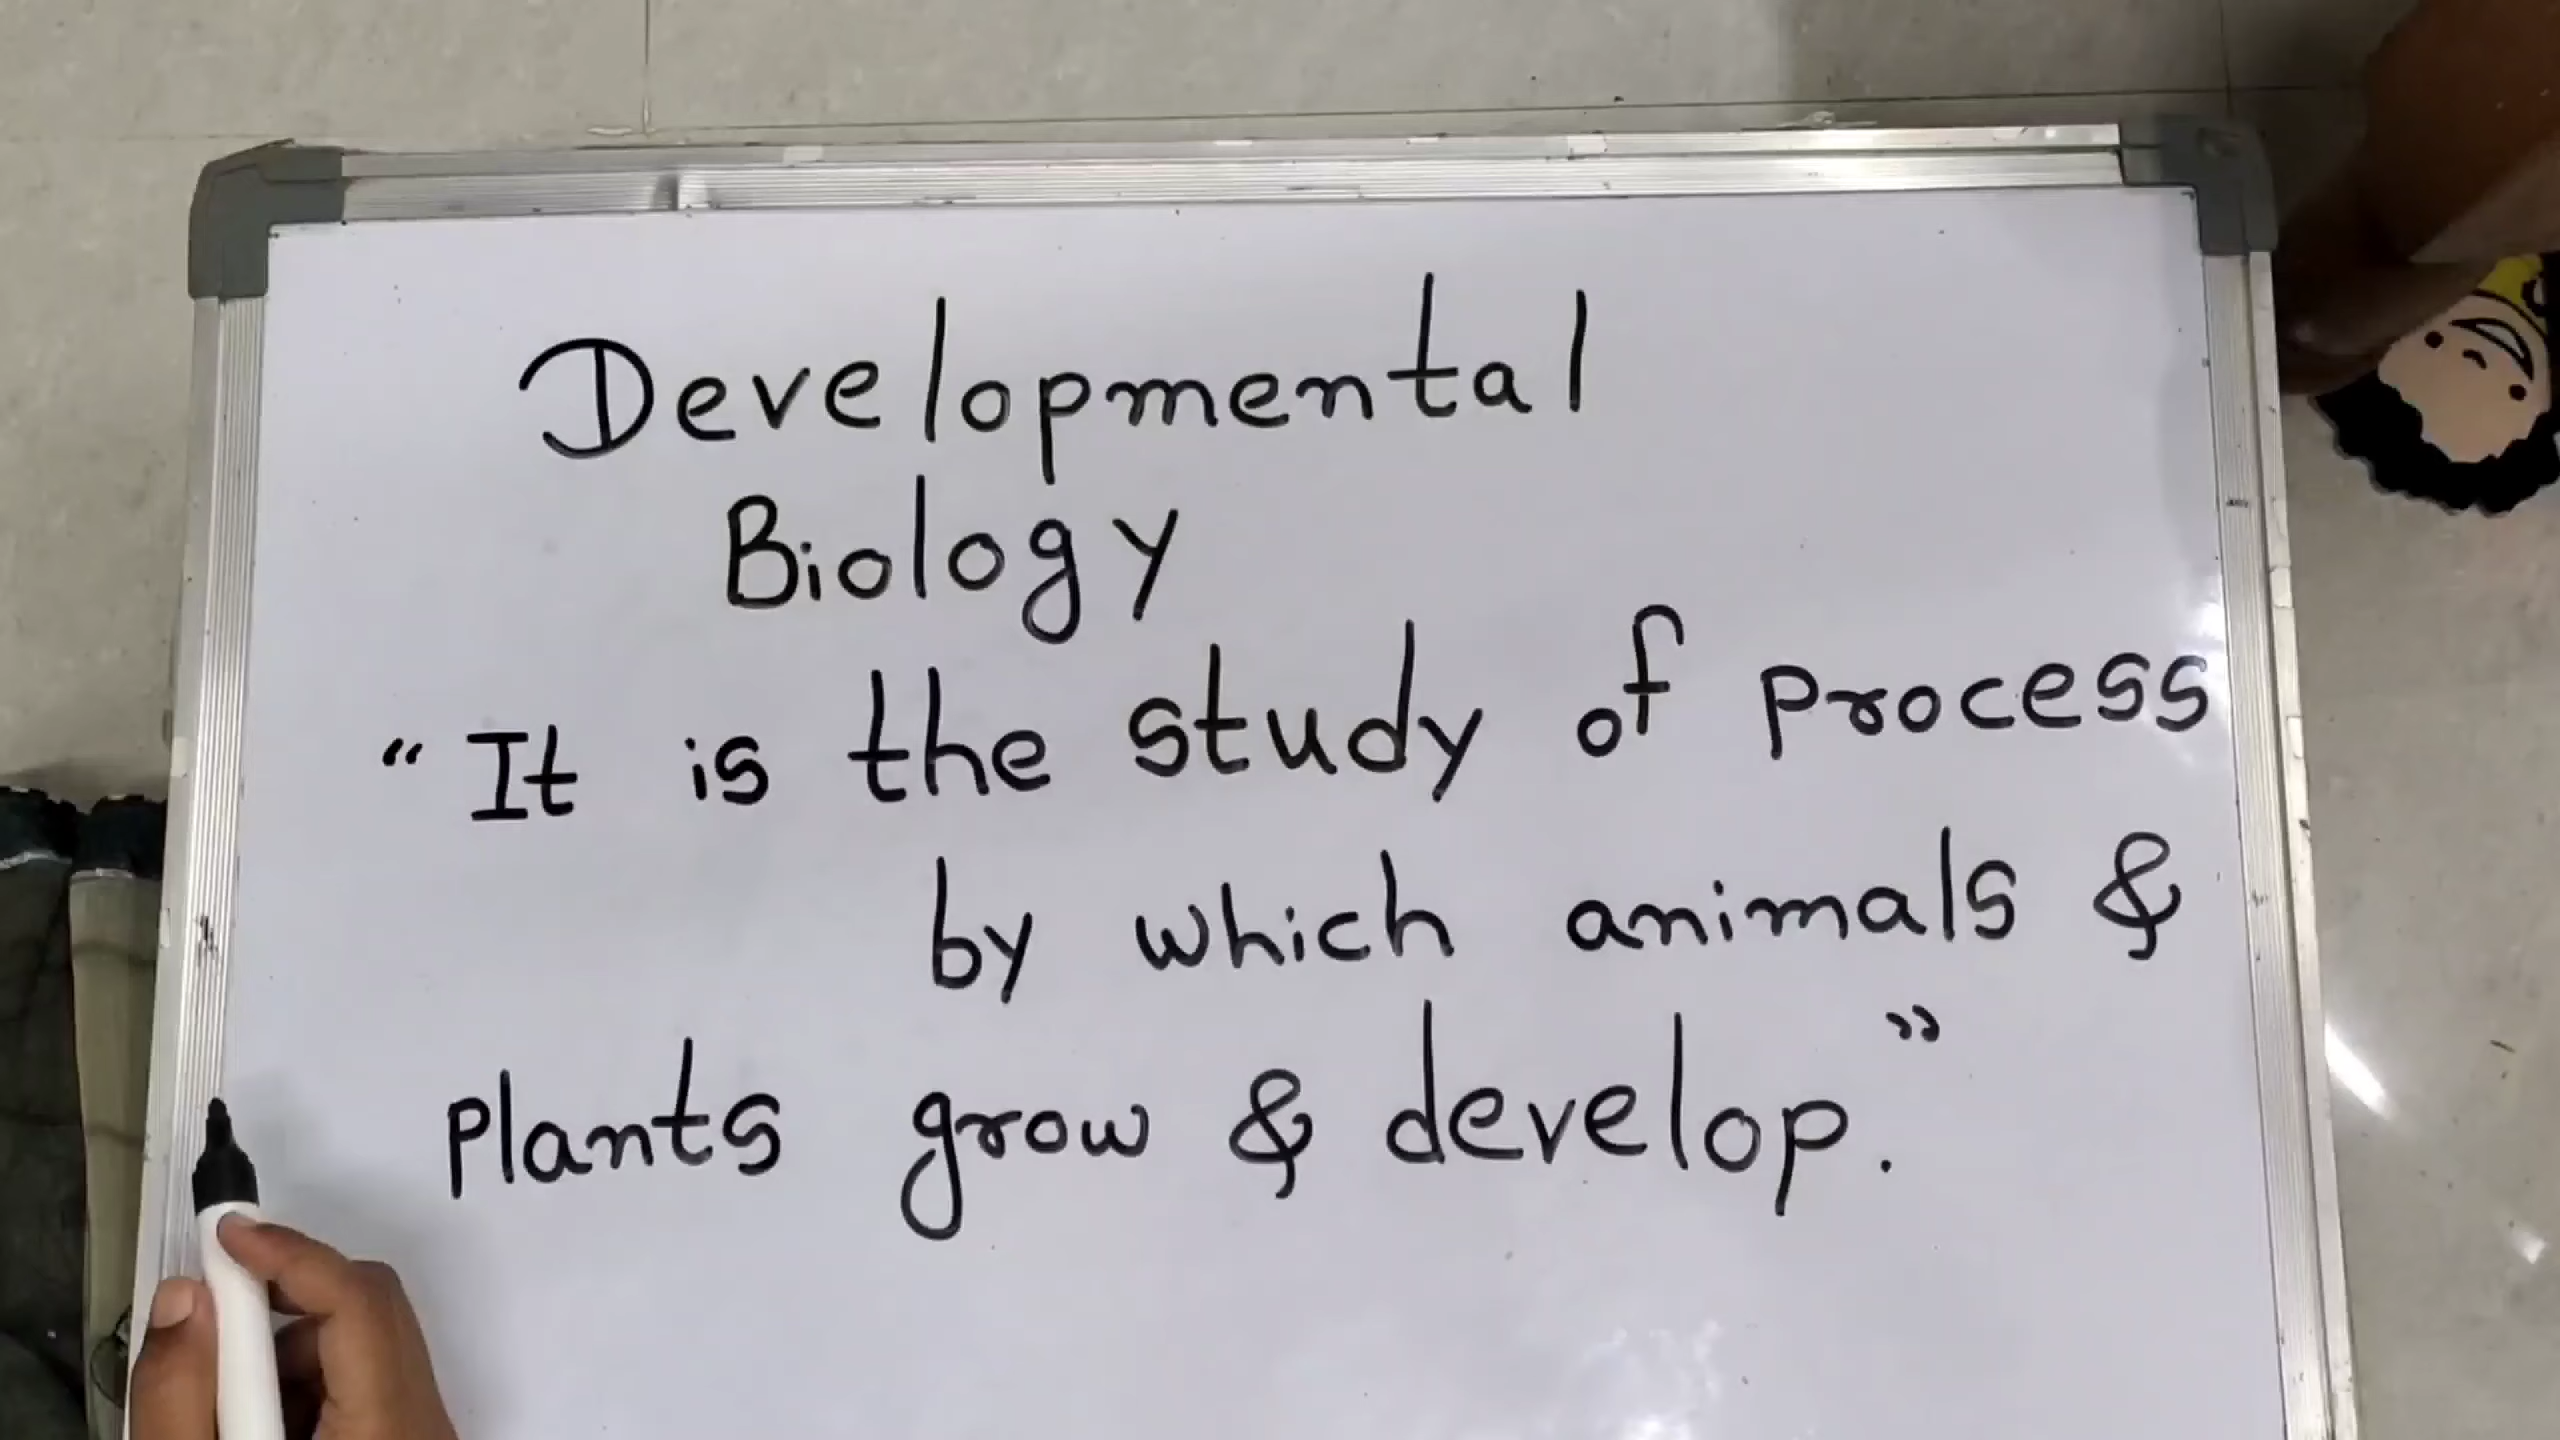 Developmental
Biology
“It is the study of process
by which animals &
Plants grow & develop.”